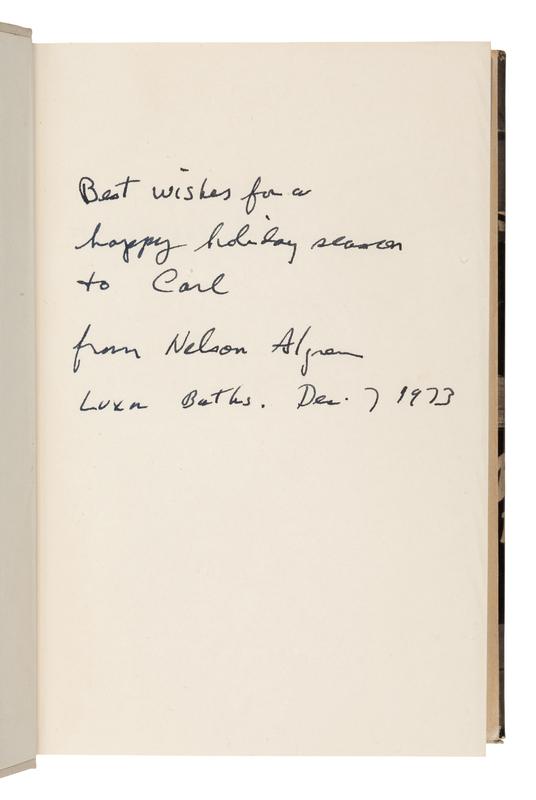 Best wishes for a
happy holiday season
to Carl
from Nelson Algren
Luxor Baths. Dec. 7 1973